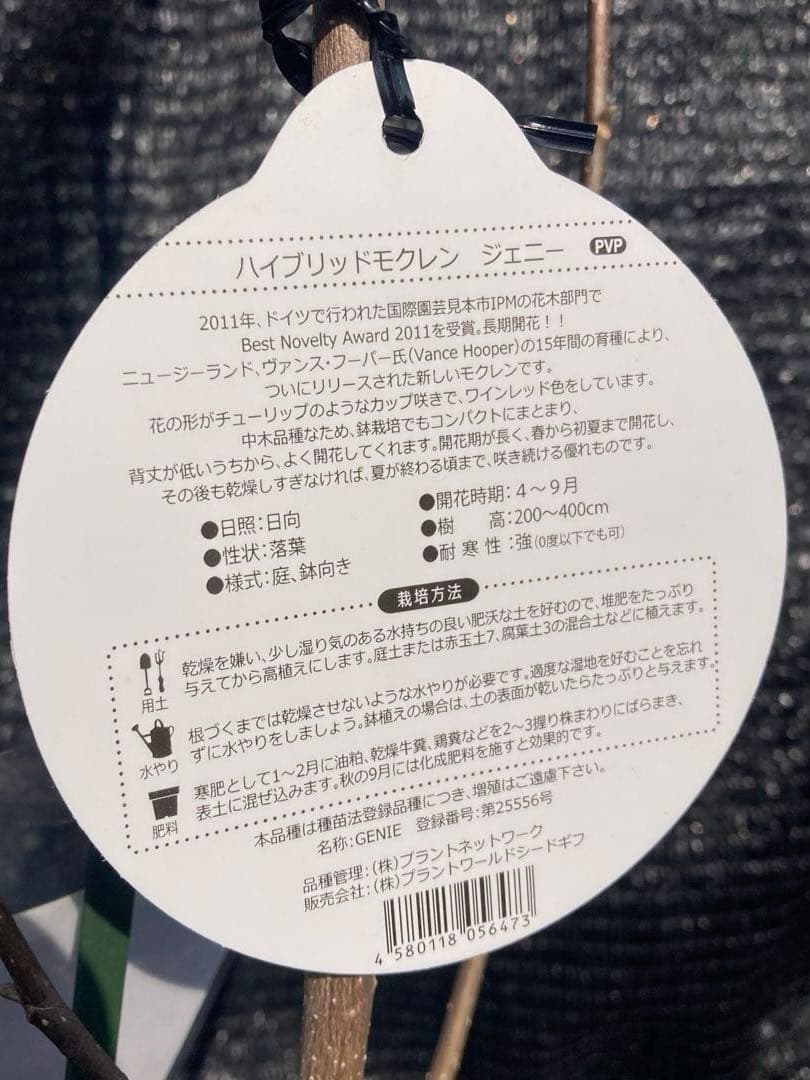 ハイブリッドモクレン　ジェニー PVP
2011年、ドイツで行われた国際園芸見本市IPMの花木部門で
Best Novelty Award 2011を受賞。長期開花！！
ニュージーランド、ヴァンス・フーパー氏(Vance Hooper)の15年間の育種により、
ついにリリースされた新しいモクレンです。
花の形がチューリップのようなカップ咲きで、ワインレッド色をしています。
中木品種なため、鉢栽培でもコンパクトにまとまり、
背丈が低いうちから、よく開花してくれます。開花期が長く、春から初夏まで開花し、
その後も乾燥しすぎなければ、夏が終わる頃まで、咲き続ける優れものです。
●日照：日向
●性状：落葉
●様式：庭、鉢向き
●開花時期：４～９月
●樹　　高：200～400cm
●耐寒性：強(0度以下でも可)
栽培方法
用土
乾燥を嫌い、少し湿り気のある水持ちの良い肥沃な土を好むので、堆肥をたっぷり
与えてから高植えにします。庭土または赤玉土7、腐葉土3の混合土などに植えます。
水やり
根づくまでは乾燥させないような水やりが必要です。適度な湿地を好むことを忘れ
ずに水やりをしましょう。鉢植えの場合は、土の表面が乾いたらたっぷりと与えます。
肥料
寒肥として1～2月に油粕、乾燥牛糞、鶏糞などを2～3握り株まわりにばらまき、
表土に混ぜ込みます。秋の9月には化成肥料を施すと効果的です。
本品種は種苗法登録品種につき、増殖はご遠慮下さい。
名称：GENIE　登録番号：第25556号
品種管理：(株)プラントネットワーク
販売会社：(株)プラントワールドシードギフ
4 580118 056473